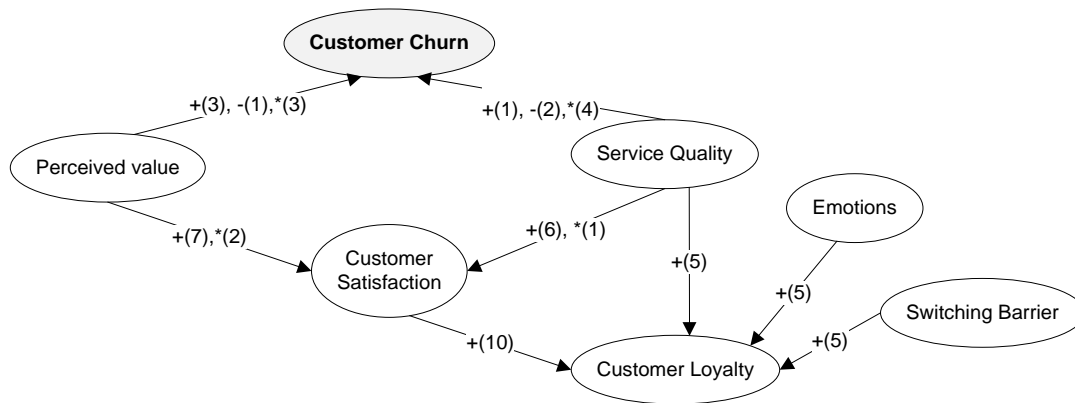 Customer Churn
+(3), -(1),*(3)
+(1), -(2),*(4)
Perceived value
Service Quality
Emotions
+(7),*(2)
+(6), *(1)
Customer
Satisfaction
+(5)
+(5)
Switching Barrier
+(10)
+(5)
Customer Loyalty